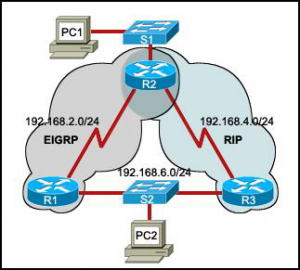 PC1
S1
R2
192.168.2.0/24
192.168.4.0/24
EIGRP
RIP
192.168.6.0/24
R1
S2
R3
PC2